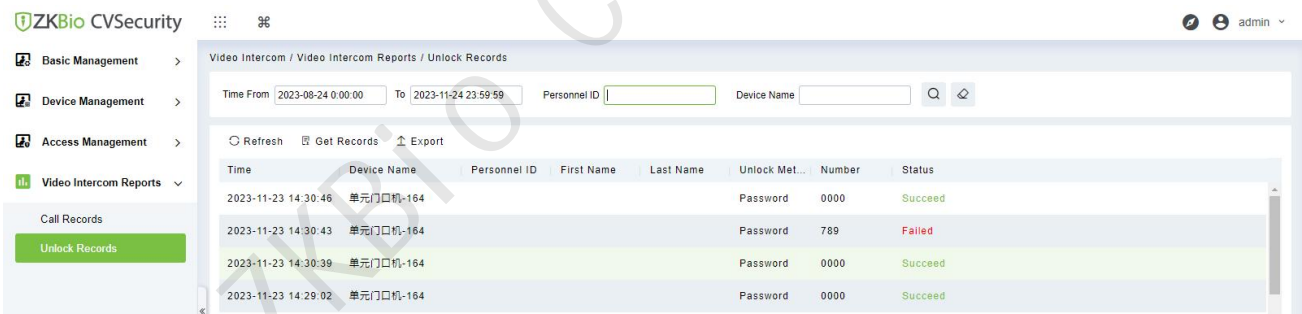 ZKBio CVSecurity
admin
Basic Management
Device Management
Access Management
Video Intercom Reports
Call Records
Unlock Records
Video Intercom / Video Intercom Reports / Unlock Records
Time From 2023-08-24 0:00:00 To 2023-11-24 23:59:59 Personnel ID Device Name
Refresh Get Records Export
Time Device Name Personnel ID First Name Last Name Unlock Met... Number Status
2023-11-23 14:30:46 单元门口机-164 Password 0000 Succeed
2023-11-23 14:30:43 单元门口机-164 Password 789 Failed
2023-11-23 14:30:39 单元门口机-164 Password 0000 Succeed
2023-11-23 14:29:02 单元门口机-164 Password 0000 Succeed
ZKBio C